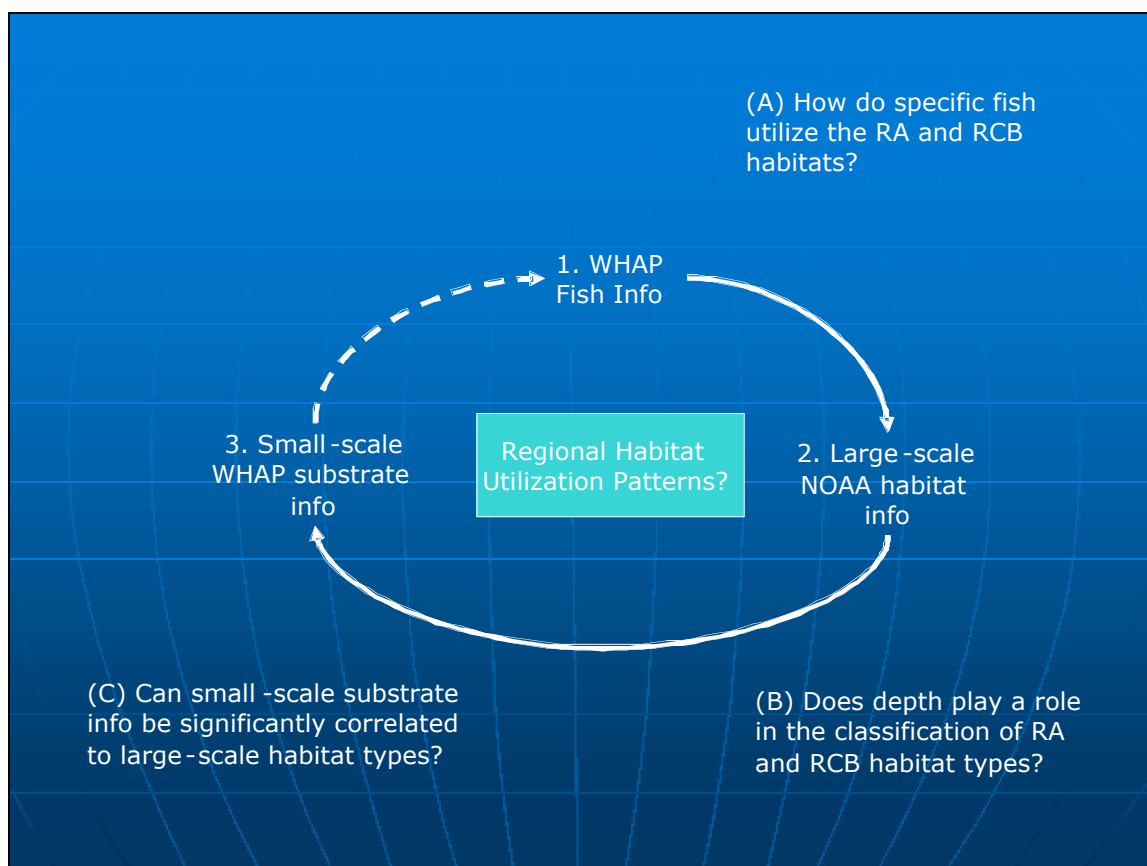 (A) How do specific fish
utilize the RA and RCB
habitats?
1. WHAP
Fish Info
3. Small-scale
WHAP substrate
info
Regional Habitat
Utilization Patterns?
2. Large-scale
NOAA habitat
info
(C) Can small-scale substrate
info be significantly correlated
to large-scale habitat types?
(B) Does depth play a role
in the classification of RA
and RCB habitat types?